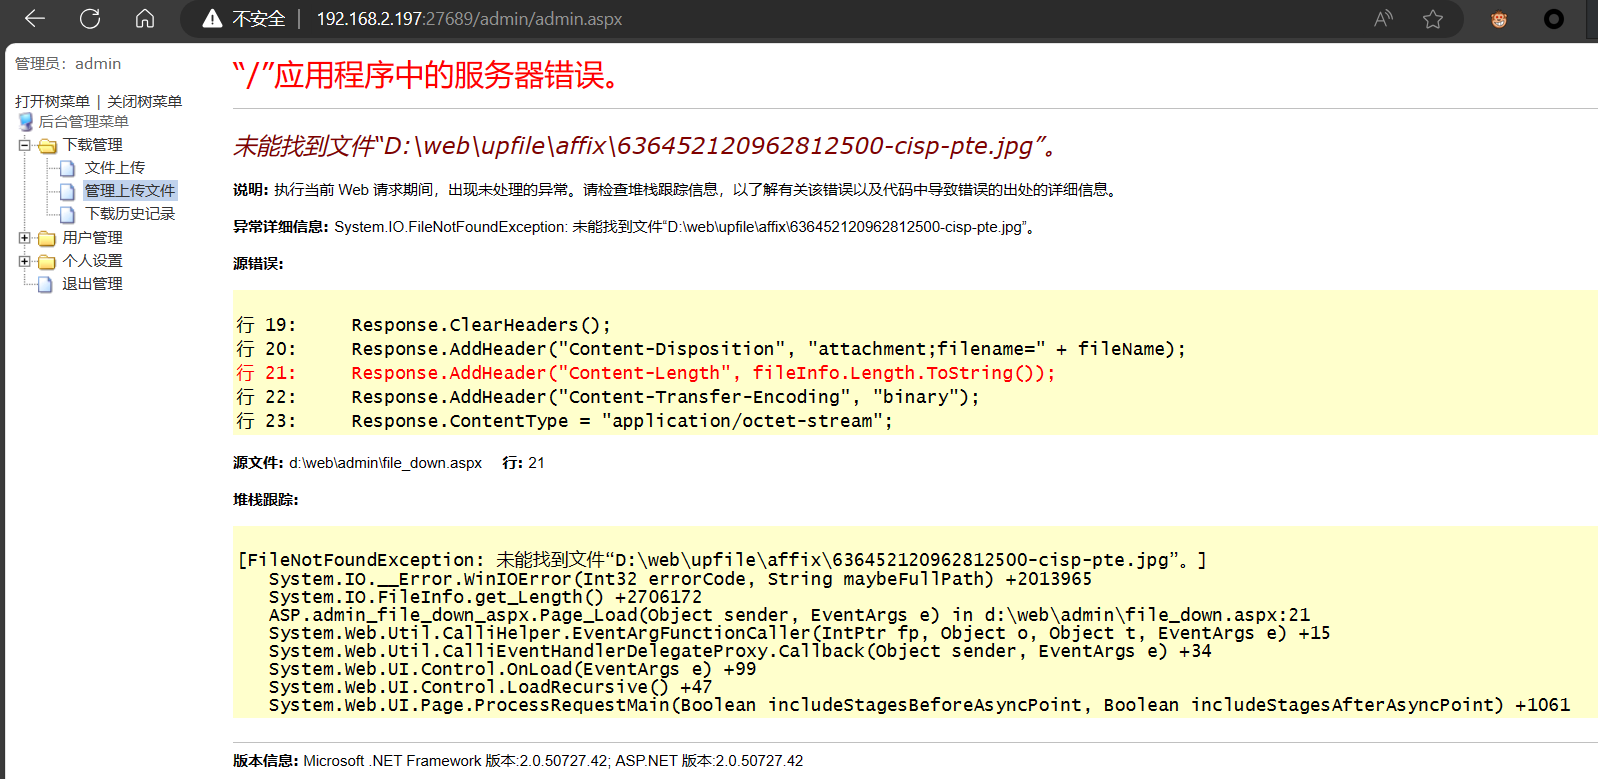 不安全 | 192.168.2.197:27689/admin/admin.aspx
管理员：admin
打开树菜单 | 关闭树菜单
后台管理菜单
下载管理
文件上传
管理上传文件
下载历史记录
用户管理
个人设置
退出管理
“/”应用程序中的服务器错误。
未能找到文件“D:\web\upfile\affix\636452120962812500-cisp-pte.jpg”。
说明: 执行当前 Web 请求期间，出现未处理的异常。请检查堆栈跟踪信息，以了解有关该错误以及代码中导致错误的出处的详细信息。
异常详细信息: System.IO.FileNotFoundException: 未能找到文件“D:\web\upfile\affix\636452120962812500-cisp-pte.jpg”。
源错误:
行 19:     Response.ClearHeaders();
行 20:     Response.AddHeader("Content-Disposition", "attachment;filename=" + fileName);
行 21:     Response.AddHeader("Content-Length", fileInfo.Length.ToString());
行 22:     Response.AddHeader("Content-Transfer-Encoding", "binary");
行 23:     Response.ContentType = "application/octet-stream";
源文件: d:\web\admin\file_down.aspx    行: 21
堆栈跟踪:
[FileNotFoundException: 未能找到文件“D:\web\upfile\affix\636452120962812500-cisp-pte.jpg”。]
System.IO.__Error.WinIOError(Int32 errorCode, String maybeFullPath) +2013965
System.IO.FileInfo.get_Length() +2706172
ASP.admin_file_down_aspx.Page_Load(Object sender, EventArgs e) in d:\web\admin\file_down.aspx:21
System.Web.Util.CalliHelper.EventArgFunctionCaller(IntPtr fp, Object o, Object t, EventArgs e) +15
System.Web.Util.CalliEventHandlerDelegateProxy.Callback(Object sender, EventArgs e) +34
System.Web.UI.Control.OnLoad(EventArgs e) +99
System.Web.UI.Control.LoadRecursive() +47
System.Web.UI.Page.ProcessRequestMain(Boolean includeStagesBeforeAsyncPoint, Boolean includeStagesAfterAsyncPoint) +1061
版本信息: Microsoft .NET Framework 版本:2.0.50727.42; ASP.NET 版本:2.0.50727.42